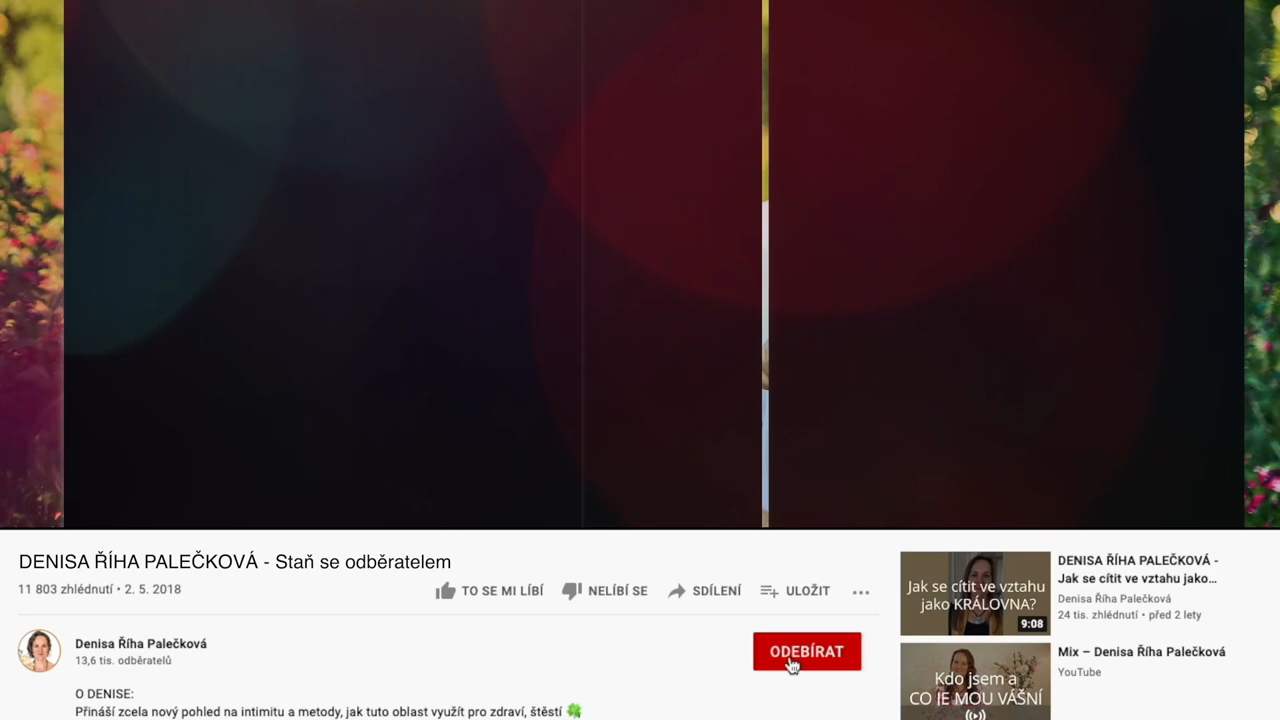 DENISA ŘÍHA PALEČKOVÁ - Staň se odběratelem
11 803 zhlédnutí • 2. 5. 2018
TO SE MI LÍBÍ
NELÍBÍ SE
SDÍLENÍ
ULOŽIT
Denisa Říha Palečková
13,6 tis. odběratelů
ODEBÍRAT
O DENISE:
Přináší zcela nový pohled na intimitu a metody, jak tuto oblast využít pro zdraví, štěstí 🍀
Jak se cítit ve vztahu
jako KRÁLOVNA?
9:08
DENISA ŘÍHA PALEČKOVÁ -
Jak se cítit ve vztahu jako...
Denisa Říha Palečková
24 tis. zhlédnutí • před 2 lety
Kdo jsem a
CO JE MOU VÁŠNÍ
Mix – Denisa Říha Palečková
YouTube